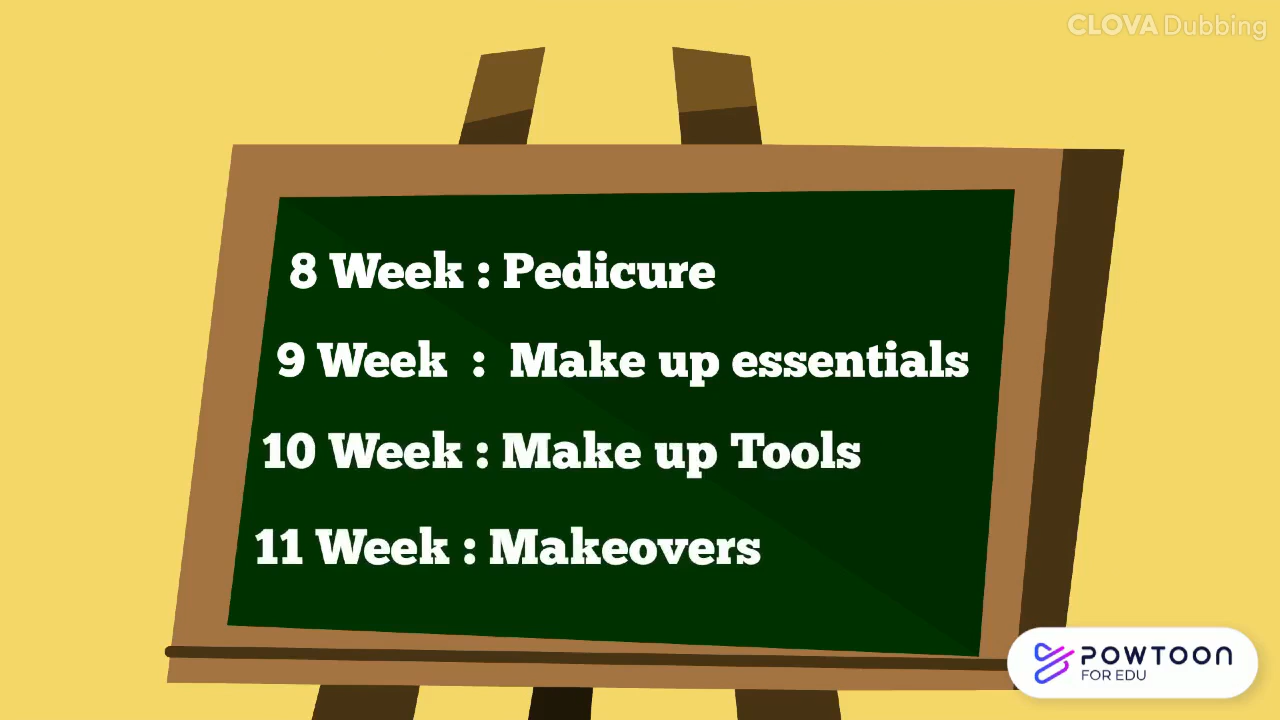 CLOVA Dubbing
8 Week : Pedicure
9 Week : Make up essentials
10 Week : Make up Tools
11 Week : Makeovers
POWTOON
FOR EDU